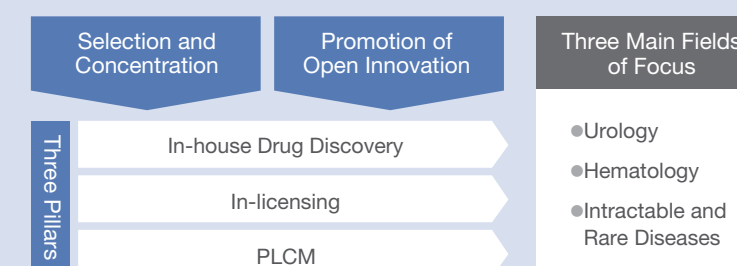 Selection and
Concentration
Promotion of
Open Innovation
Three Main Fields
of Focus
Three Pillars
In-house Drug Discovery
In-licensing
PLCM
●Urology
●Hematology
●Intractable and
Rare Diseases